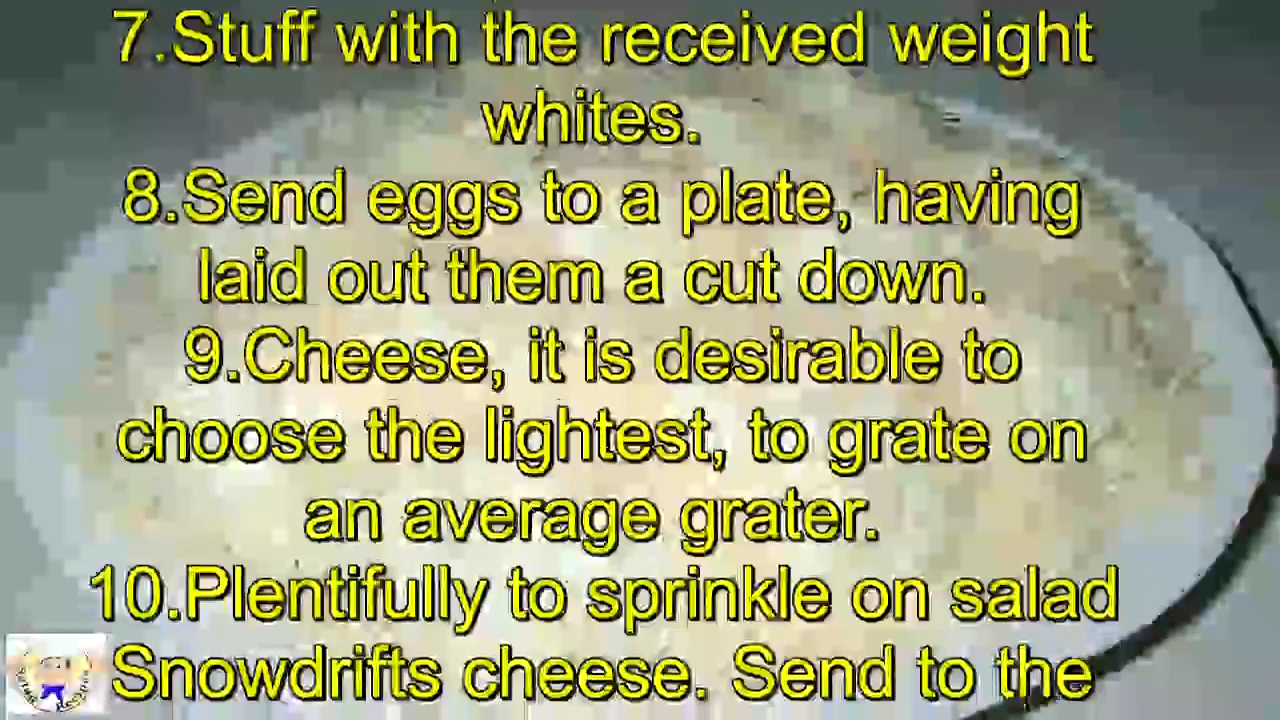 7.Stuff with the received weight
whites.
8.Send eggs to a plate, having
laid out them a cut down.
9.Cheese, it is desirable to
choose the lightest, to grate on
an average grater.
10.Plentifully to sprinkle on salad
Snowdrifts cheese. Send to the